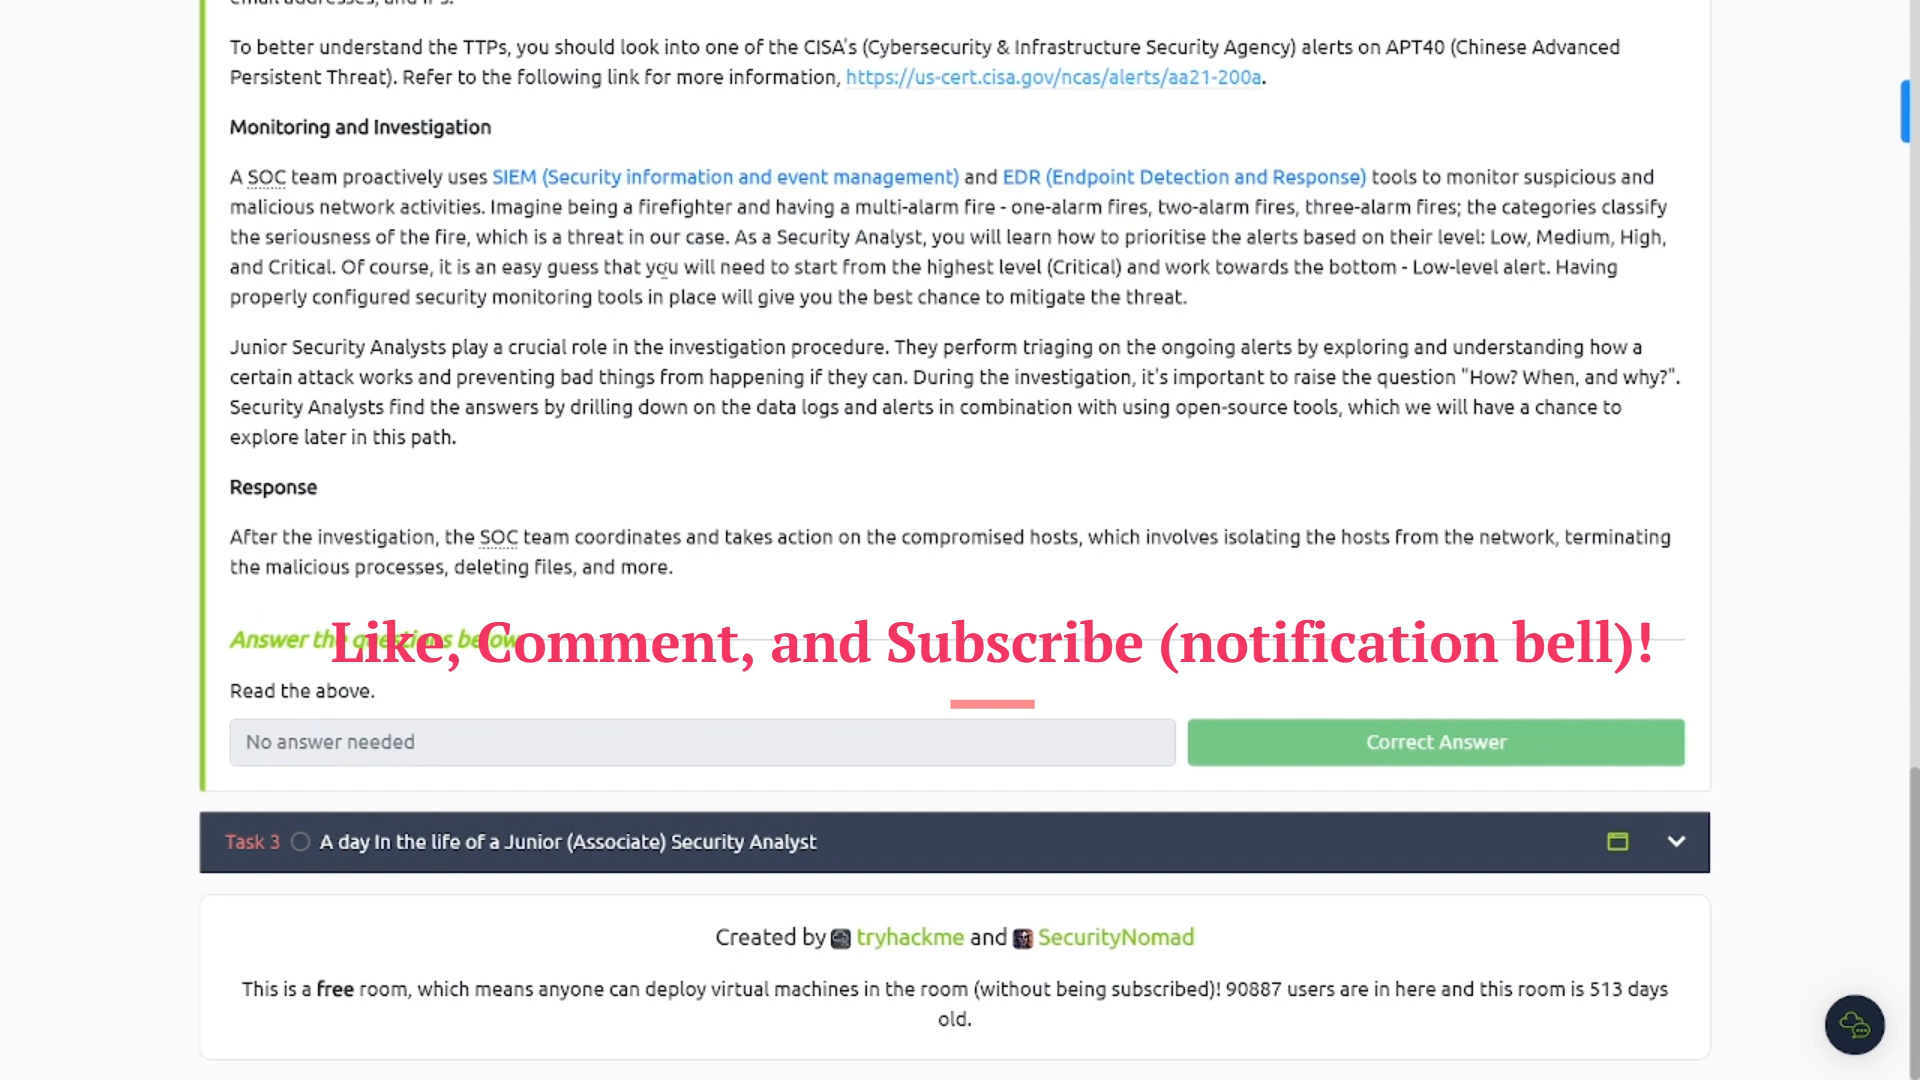 email addresses, and IPs.
To better understand the TTPs, you should look into one of the CISA's (Cybersecurity & Infrastructure Security Agency) alerts on APT40 (Chinese Advanced
Persistent Threat). Refer to the following link for more information, https://us-cert.cisa.gov/ncas/alerts/aa21-200a.
Monitoring and Investigation
A SOC team proactively uses SIEM (Security information and event management) and EDR (Endpoint Detection and Response) tools to monitor suspicious and
malicious network activities. Imagine being a firefighter and having a multi-alarm fire - one-alarm fires, two-alarm fires, three-alarm fires; the categories classify
the seriousness of the fire, which is a threat in our case. As a Security Analyst, you will learn how to prioritise the alerts based on their level: Low, Medium, High,
and Critical. Of course, it is an easy guess that you will need to start from the highest level (Critical) and work towards the bottom - Low-level alert. Having
properly configured security monitoring tools in place will give you the best chance to mitigate the threat.
Junior Security Analysts play a crucial role in the investigation procedure. They perform triaging on the ongoing alerts by exploring and understanding how a
certain attack works and preventing bad things from happening if they can. During the investigation, it's important to raise the question "How? When, and why?".
Security Analysts find the answers by drilling down on the data logs and alerts in combination with using open-source tools, which we will have a chance to
explore later in this path.
Response
After the investigation, the SOC team coordinates and takes action on the compromised hosts, which involves isolating the hosts from the network, terminating
the malicious processes, deleting files, and more.
Answer the questions below
Like, Comment, and Subscribe (notification bell)!
Read the above.
No answer needed
Correct Answer
Task 3 A day In the life of a Junior (Associate) Security Analyst
Created by tryhackme and SecurityNomad
This is a free room, which means anyone can deploy virtual machines in the room (without being subscribed)! 90887 users are in here and this room is 513 days
old.